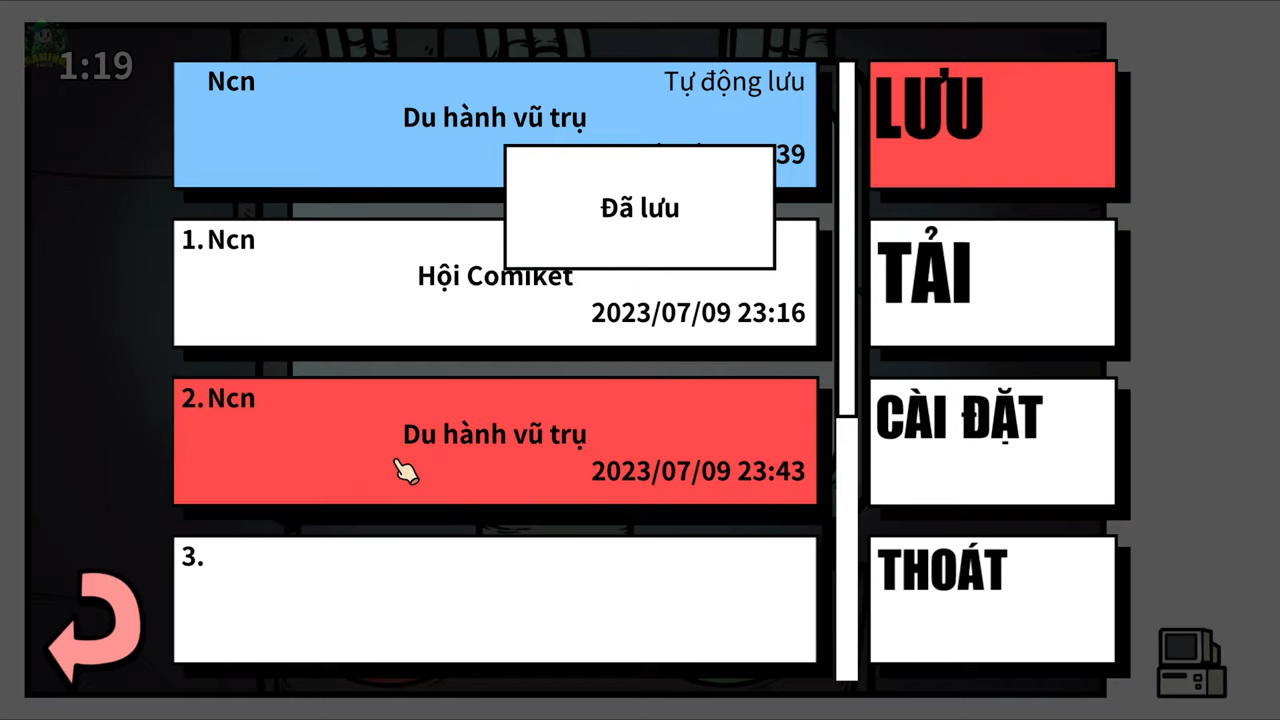 1:19
Ncn
Tự động lưu
Du hành vũ trụ
39
Đã lưu
1. Ncn
Hội Comiket
2023/07/09 23:16
2. Ncn
Du hành vũ trụ
2023/07/09 23:43
3.
LƯU
TẢI
CÀI ĐẶT
THOÁT